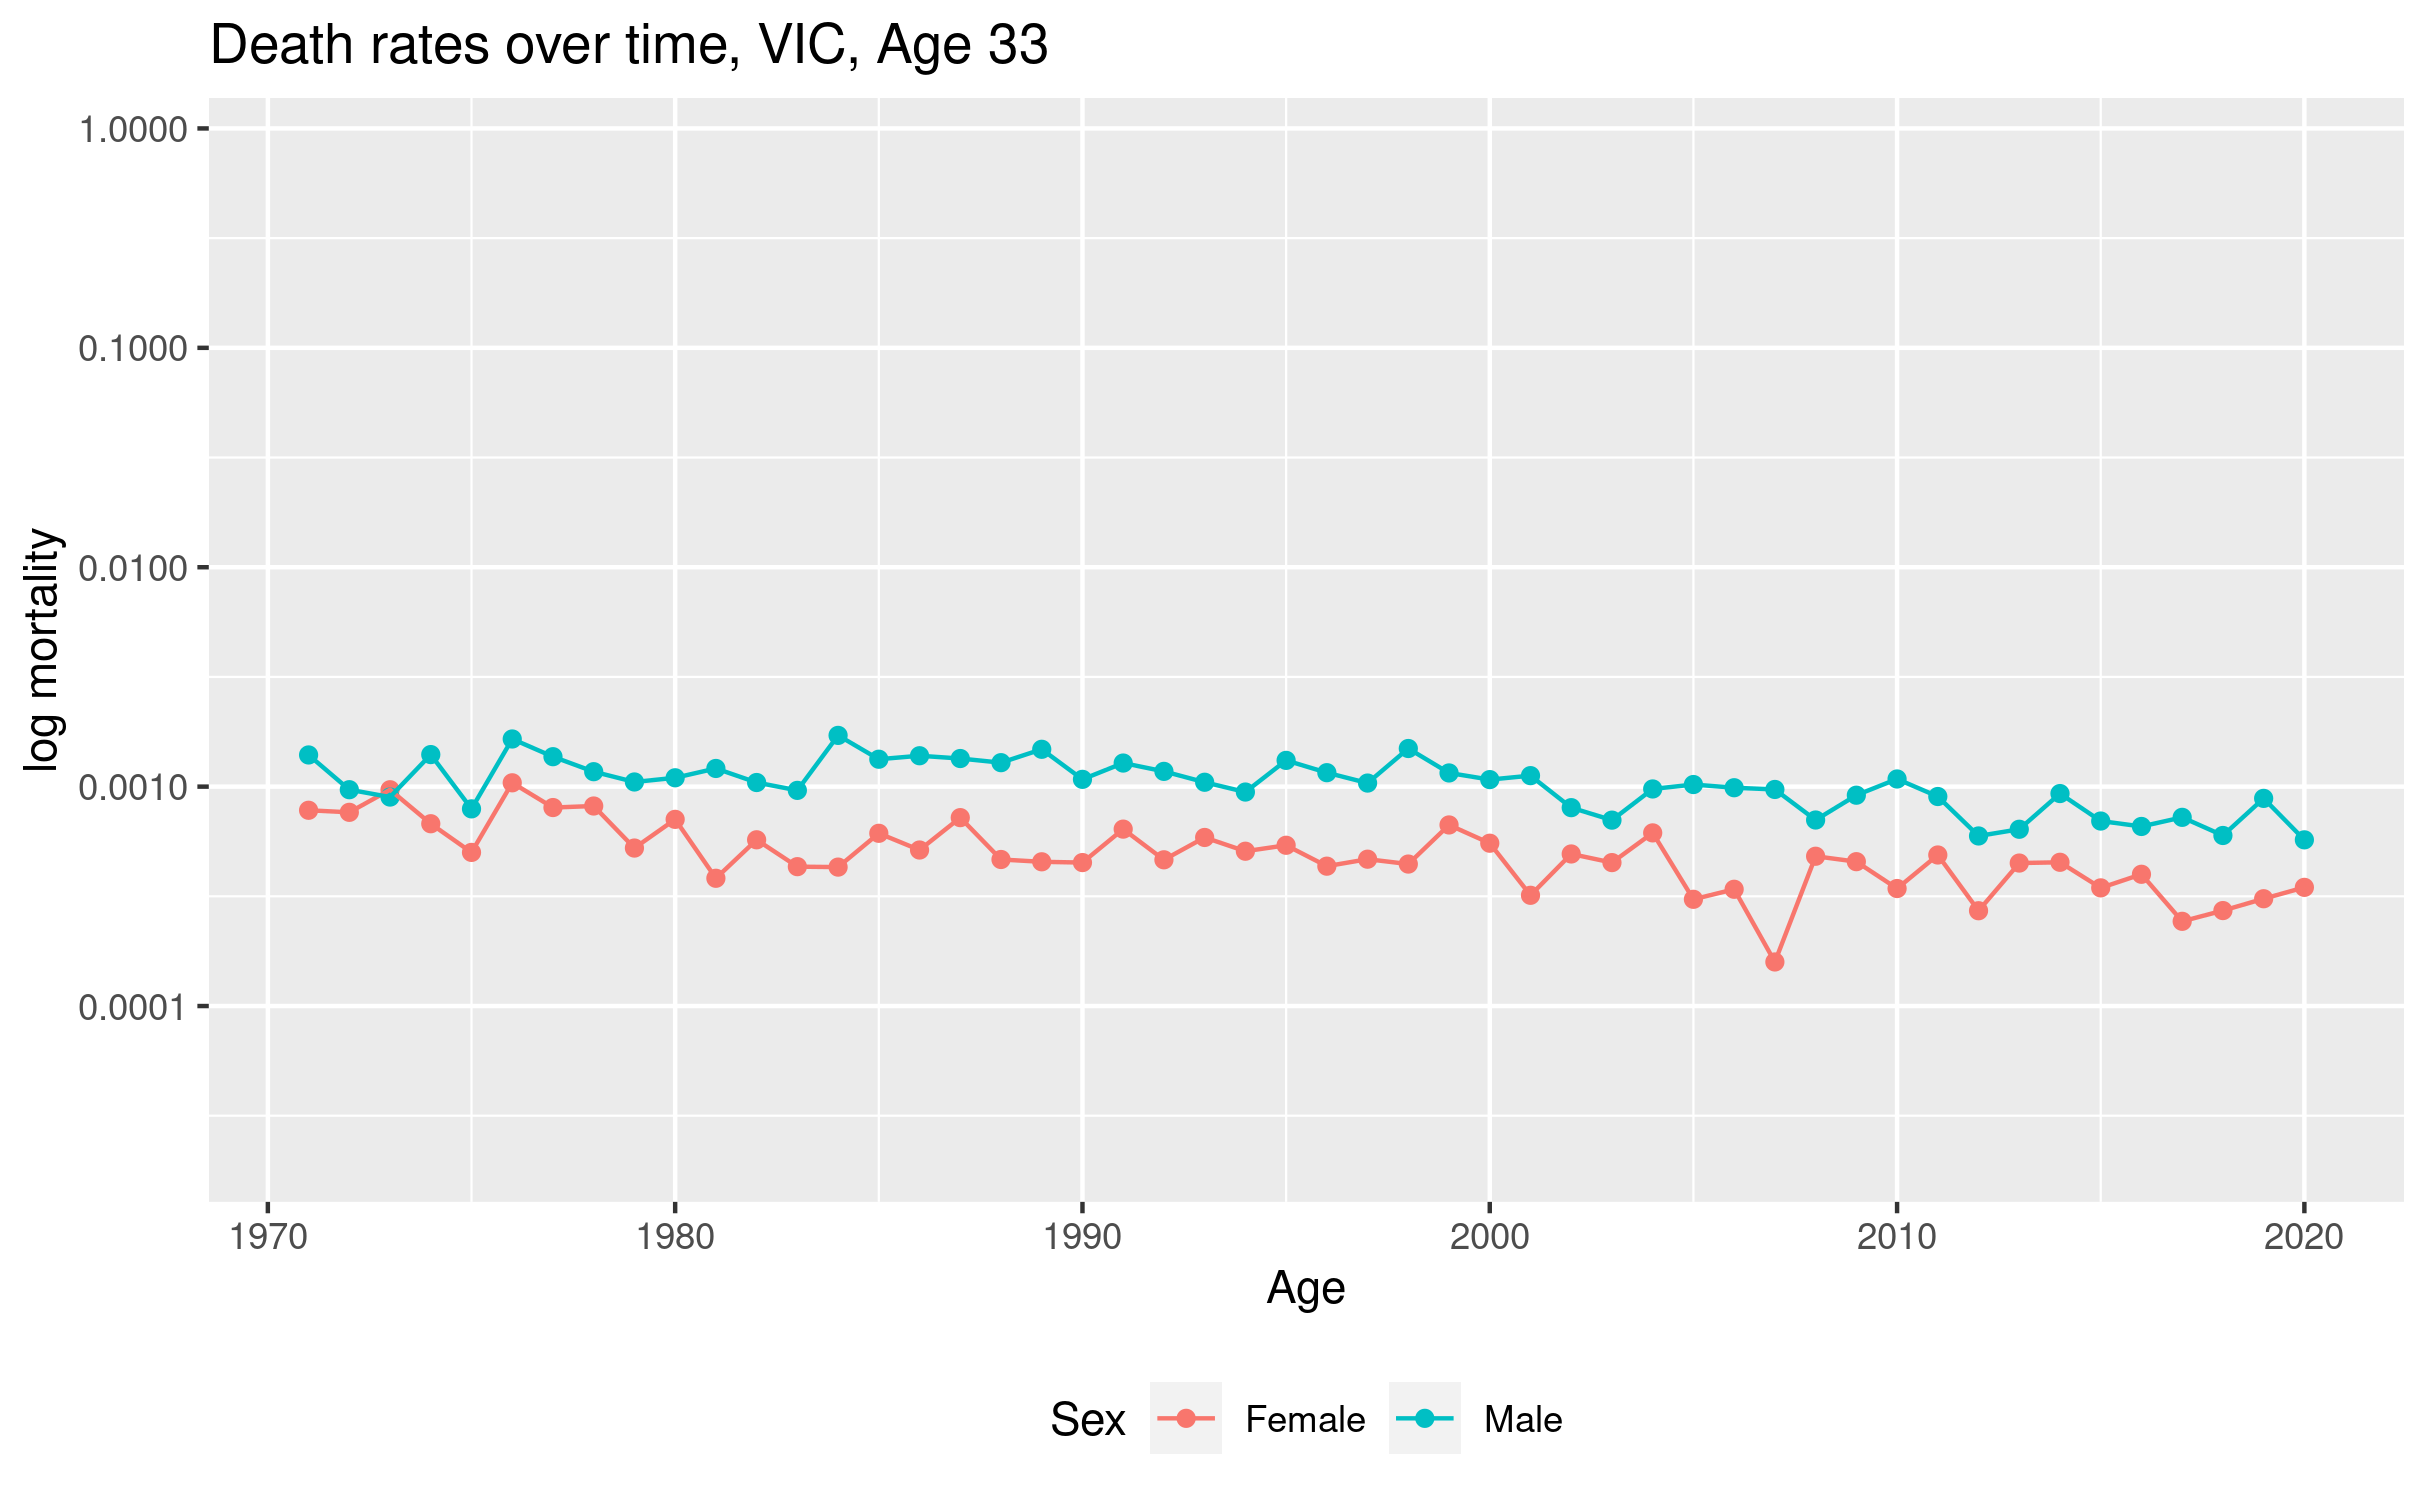 Death rates over time, VIC, Age 33
1.0000
0.1000
0.0100
0.0010
0.0001
log mortality
1970 1980 1990 2000 2010 2020
Age
Sex Female Male